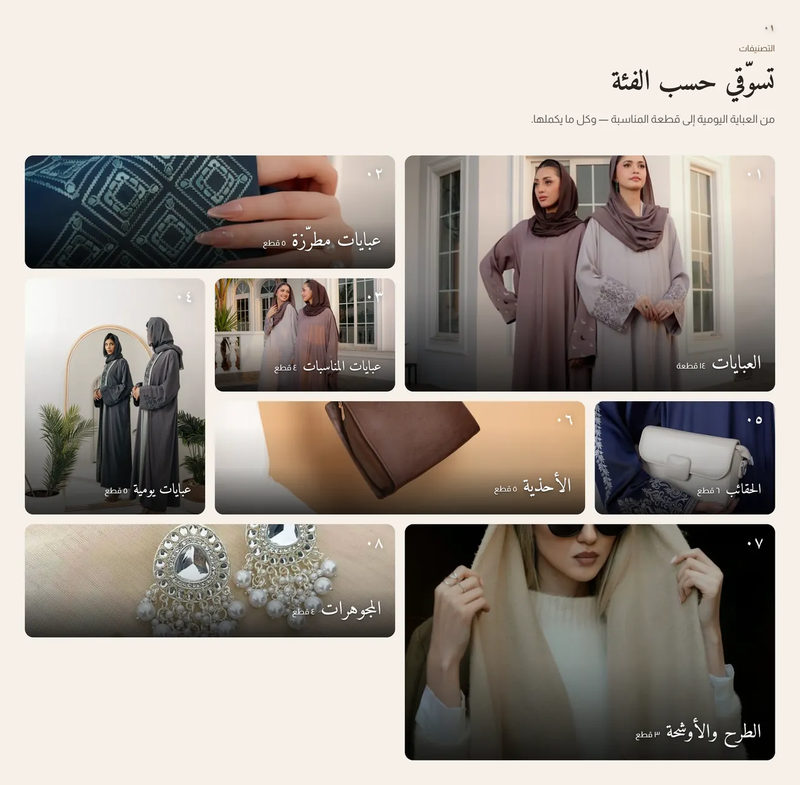 ٠١
التصنيفات
تسوّقي حسب الفئة
من العباية اليومية إلى قطعة المناسبة — وكل ما يكملها.
٠١
العبايات ١٤ قطعة
٠٢
عبايات مطرّزة ٥ قطع
٠٣
عبايات المناسبات ٤ قطع
٠٤
عبايات يومية ٥ قطع
٠٥
الحقائب ٦ قطع
٠٦
الأحذية ٥ قطع
٠٧
الطرح والأوشحة ٣ قطع
٠٨
المجوهرات ٤ قطع